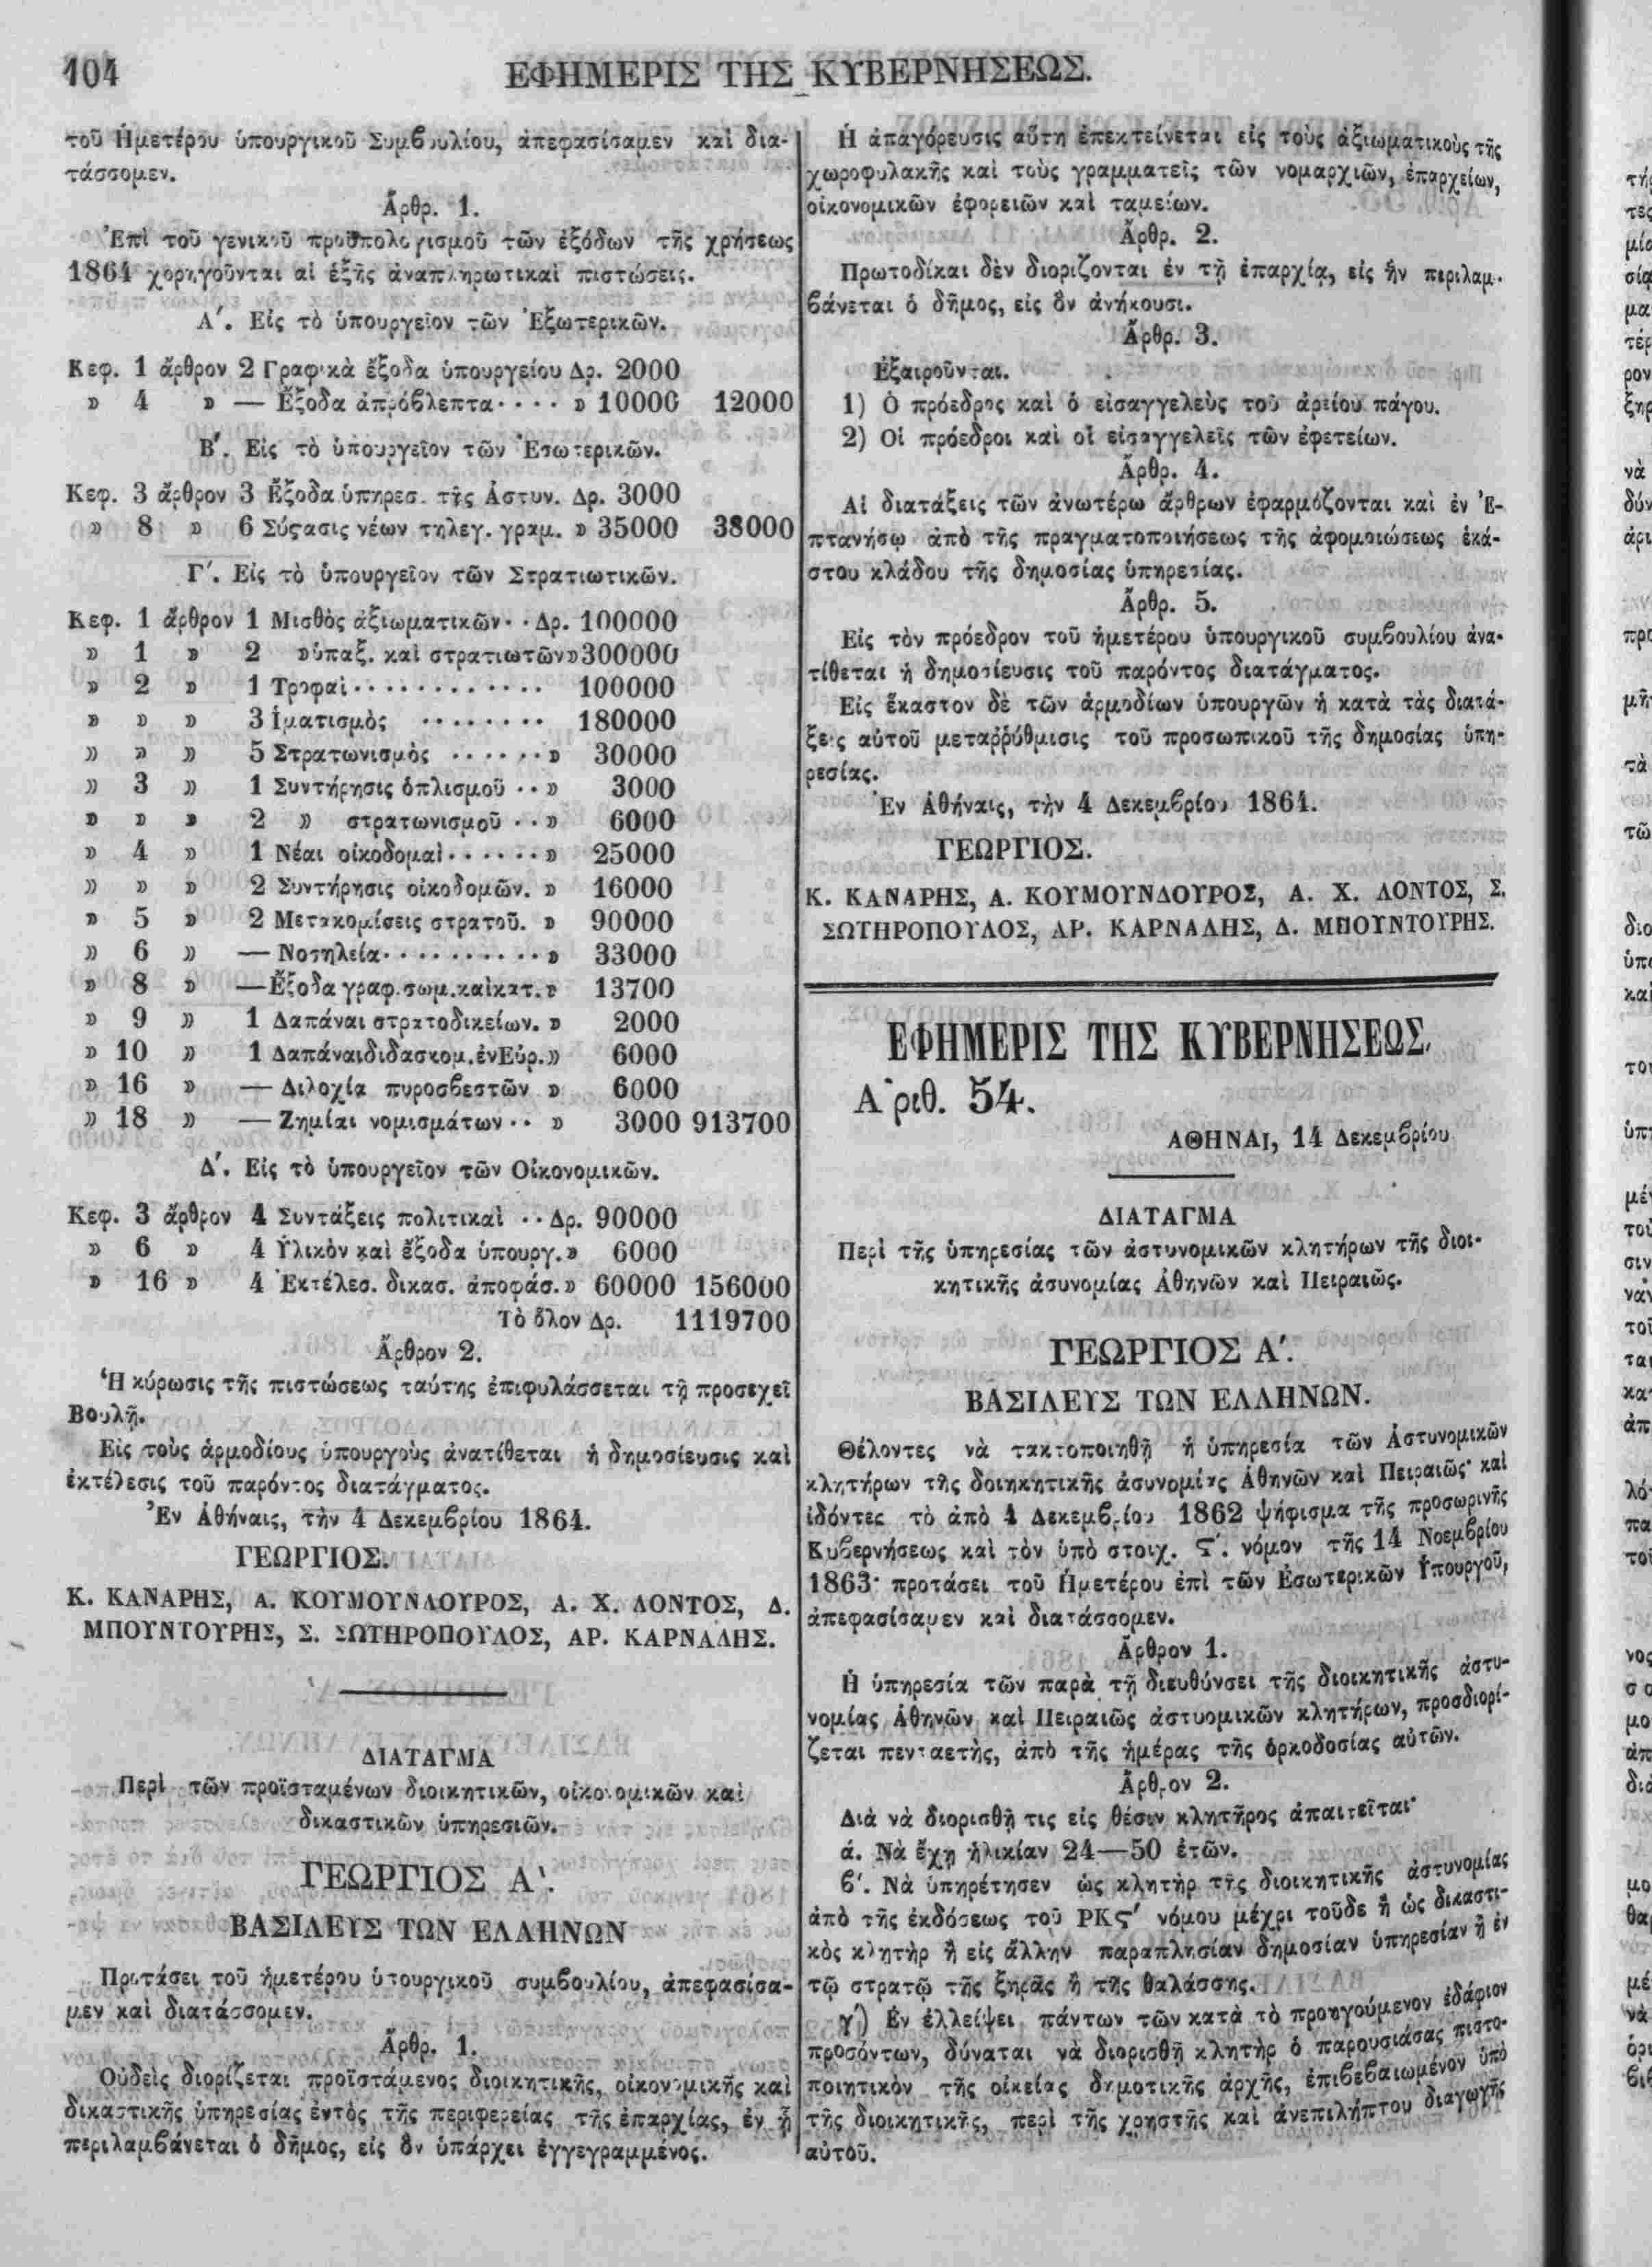 104
ΕΦΗΜΕΡΙΣ ΤΗΣ ΚΥΒΕΡΝΗΣΕΩΣ.
τοῦ Ἡμετέρου ὑπουργικοῦ Συμβουλίου, ἀπεφασίσαμεν καὶ δια-
τάσσομεν.
Ἄρθρ. 1.
Ἐπὶ τοῦ γενικοῦ προϋπολογισμοῦ τῶν ἐξόδων τῆς χρήσεως
1864 χορηγοῦνται αἱ ἑξῆς ἀναπληρωτικαὶ πιστώσεις.
Α΄. Εἰς τὸ ὑπουργεῖον τῶν Ἐξωτερικῶν.
Κεφ. 1 ἄρθρον 2 Γραφικὰ ἔξοδα ὑπουργείου Δρ. 2000
» 4 » — Ἔξοδα ἀπρόβλεπτα···· » 10000 12000
Β΄. Εἰς τὸ ὑπουργεῖον τῶν Ἐσωτερικῶν.
Κεφ. 3 ἄρθρον 3 Ἔξοδα ὑπηρεσ. τῆς Ἀστυν. Δρ. 3000
» 8 » 6 Σύςασις νέων τηλεγ. γραμ. » 35000 38000
Γ΄. Εἰς τὸ ὑπουργεῖον τῶν Στρατιωτικῶν.
Κεφ. 1 ἄρθρον 1 Μισθὸς ἀξιωματικῶν·· Δρ. 100000
» 1 » 2 »ὑπαξ. καὶ στρατιωτῶν»300000
» 2 » 1 Τροφαὶ············ 100000
» » » 3 Ἱματισμὸς ········ 180000
» » » 5 Στρατωνισμὸς ······» 30000
» 3 » 1 Συντήρησις ὁπλισμοῦ ··» 3000
» » » 2 » στρατωνισμοῦ ··» 6000
» 4 » 1 Νέαι οἰκοδομαὶ······» 25000
» » » 2 Συντήρησις οἰκοδομῶν. » 16000
» 5 » 2 Μετακομίσεις στρατοῦ. » 90000
» 6 » — Νοσηλεία··········» 33000
» 8 » —Ἔξοδα γραφ.σωμ.καὶκατ.» 13700
» 9 » 1 Δαπάναι στρατοδικείων. » 2000
» 10 » 1 Δαπάναιδιδασκομ.ἐνΕὐρ.» 6000
» 16 » — Διλοχία πυροσβεστῶν » 6000
» 18 » — Ζημίαι νομισμάτων·· » 3000 913700
Δ΄. Εἰς τὸ ὑπουργεῖον τῶν Οἰκονομικῶν.
Κεφ. 3 ἄρθρον 4 Συντάξεις πολιτικαὶ ··Δρ. 90000
» 6 » 4 Ὑλικὸν καὶ ἔξοδα ὑπουργ.» 6000
» 16 » 4 Ἐκτέλεσ. δικασ. ἀποφάσ.» 60000 156000
Τὸ ὅλον Δρ. 1119700
Ἄρθρον 2.
Ἡ κύρωσις τῆς πιστώσεως ταύτης ἐπιφυλάσσεται τῇ προσεχεῖ
Βουλῇ.
Εἰς τοὺς ἁρμοδίους ὑπουργοὺς ἀνατίθεται ἡ δημοσίευσις καὶ
ἐκτέλεσις τοῦ παρόντος διατάγματος.
Ἐν Ἀθήναις, τὴν 4 Δεκεμβρίου 1864.
ΓΕΩΡΓΙΟΣ.
Κ. ΚΑΝΑΡΗΣ, Α. ΚΟΥΜΟΥΝΔΟΥΡΟΣ, Α. Χ. ΛΟΝΤΟΣ, Δ.
ΜΠΟΥΝΤΟΥΡΗΣ, Σ. ΣΩΤΗΡΟΠΟΥΛΟΣ, ΑΡ. ΚΑΡΝΑΛΗΣ.
ΔΙΑΤΑΓΜΑ
Περὶ τῶν προϊσταμένων διοικητικῶν, οἰκονομικῶν καὶ
δικαστικῶν ὑπηρεσιῶν.
ΓΕΩΡΓΙΟΣ Α΄.
ΒΑΣΙΛΕΥΣ ΤΩΝ ΕΛΛΗΝΩΝ
Προτάσει τοῦ ἡμετέρου ὑπουργικοῦ συμβουλίου, ἀπεφασίσα-
μεν καὶ διατάσσομεν.
Ἄρθρ. 1.
Οὐδεὶς διορίζεται προϊστάμενος διοικητικῆς, οἰκονομικῆς καὶ
δικαστικῆς ὑπηρεσίας ἐντὸς τῆς περιφερείας τῆς ἐπαρχίας, ἐν ᾗ
περιλαμβάνεται ὁ δῆμος, εἰς ὃν ὑπάρχει ἐγγεγραμμένος.
Ἡ ἀπαγόρευσις αὕτη ἐπεκτείνεται εἰς τοὺς ἀξιωματικοὺς τῆς
χωροφυλακῆς καὶ τοὺς γραμματεῖς τῶν νομαρχιῶν, ἐπαρχείων,
οἰκονομικῶν ἐφορειῶν καὶ ταμείων.
Ἄρθρ. 2.
Πρωτοδίκαι δὲν διορίζονται ἐν τῇ ἐπαρχίᾳ, εἰς ἣν περιλαμ-
βάνεται ὁ δῆμος, εἰς ὃν ἀνήκουσι.
Ἄρθρ. 3.
Ἐξαιροῦνται.
1) Ὁ πρόεδρος καὶ ὁ εἰσαγγελεὺς τοῦ ἀρείου πάγου.
2) Οἱ πρόεδροι καὶ οἱ εἰσαγγελεῖς τῶν ἐφετείων.
Ἄρθρ. 4.
Αἱ διατάξεις τῶν ἀνωτέρω ἄρθρων ἐφαρμόζονται καὶ ἐν Ἑ-
πτανήσῳ ἀπὸ τῆς πραγματοποιήσεως τῆς ἀφομοιώσεως ἑκά-
στου κλάδου τῆς δημοσίας ὑπηρεσίας.
Ἄρθρ. 5.
Εἰς τὸν πρόεδρον τοῦ ἡμετέρου ὑπουργικοῦ συμβουλίου ἀνα-
τίθεται ἡ δημοσίευσις τοῦ παρόντος διατάγματος.
Εἰς ἕκαστον δὲ τῶν ἁρμοδίων ὑπουργῶν ἡ κατὰ τὰς διατά-
ξεις αὐτοῦ μεταῤῥύθμισις τοῦ προσωπικοῦ τῆς δημοσίας ὑπη-
ρεσίας.
Ἐν Ἀθήναις, τὴν 4 Δεκεμβρίου 1864.
ΓΕΩΡΓΙΟΣ.
Κ. ΚΑΝΑΡΗΣ, Α. ΚΟΥΜΟΥΝΔΟΥΡΟΣ, Α. Χ. ΛΟΝΤΟΣ, Σ.
ΣΩΤΗΡΟΠΟΥΛΟΣ, ΑΡ. ΚΑΡΝΑΛΗΣ, Δ. ΜΠΟΥΝΤΟΥΡΗΣ.
ΕΦΗΜΕΡΙΣ ΤΗΣ ΚΥΒΕΡΝΗΣΕΩΣ.
Ἀριθ. 54.
ΑΘΗΝΑΙ, 14 Δεκεμβρίου
ΔΙΑΤΑΓΜΑ
Περὶ τῆς ὑπηρεσίας τῶν ἀστυνομικῶν κλητήρων τῆς διοι-
κητικῆς ἀσυνομίας Ἀθηνῶν καὶ Πειραιῶς.
ΓΕΩΡΓΙΟΣ Α΄.
ΒΑΣΙΛΕΥΣ ΤΩΝ ΕΛΛΗΝΩΝ.
Θέλοντες νὰ τακτοποιηθῇ ἡ ὑπηρεσία τῶν Ἀστυνομικῶν
κλητήρων τῆς δοιηκητικῆς ἀσυνομίας Ἀθηνῶν καὶ Πειραιῶς· καὶ
ἰδόντες τὸ ἀπὸ 4 Δεκεμβρίου 1862 ψήφισμα τῆς προσωρινῆς
Κυβερνήσεως καὶ τὸν ὑπὸ στοιχ. Ϛ΄. νόμον τῆς 14 Νοεμβρίου
1863· προτάσει τοῦ Ἡμετέρου ἐπὶ τῶν Ἐσωτερικῶν Ὑπουργοῦ,
ἀπεφασίσαμεν καὶ διατάσσομεν.
Ἄρθρον 1.
Ἡ ὑπηρεσία τῶν παρὰ τῇ διευθύνσει τῆς διοικητικῆς ἀστυ-
νομίας Ἀθηνῶν καὶ Πειραιῶς ἀστυομικῶν κλητήρων, προσδιορί-
ζεται πενταετὴς, ἀπὸ τῆς ἡμέρας τῆς ὁρκοδοσίας αὐτῶν.
Ἄρθρον 2.
Διὰ νὰ διορισθῇ τις εἰς θέσιν κλητῆρος ἀπαιτεῖται·
ά. Νὰ ἔχῃ ἡλικίαν 24—50 ἐτῶν.
β΄. Νὰ ὑπηρέτησεν ὡς κλητὴρ τῆς διοικητικῆς ἀστυνομίας
ἀπὸ τῆς ἐκδόσεως τοῦ ΡΚϚ΄ νόμου μέχρι τοῦδε ἢ ὡς δικαστι-
κὸς κλητὴρ ἢ εἰς ἄλλην παραπλησίαν δημοσίαν ὑπηρεσίαν ἢ ἐν
τῷ στρατῷ τῆς ξηρᾶς ἢ τῆς θαλάσσης.
γ΄) Ἐν ἐλλείψει πάντων τῶν κατὰ τὸ προηγούμενον ἐδάφιον
προσόντων, δύναται νὰ διορισθῇ κλητὴρ ὁ παρουσιάσας πιστο-
ποιητικὸν τῆς οἰκείας δημοτικῆς ἀρχῆς, ἐπιβεβαιωμένον ὑπὸ
τῆς διοικητικῆς, περὶ τῆς χρηστῆς καὶ ἀνεπιλήπτου διαγωγῆς
αὐτοῦ.